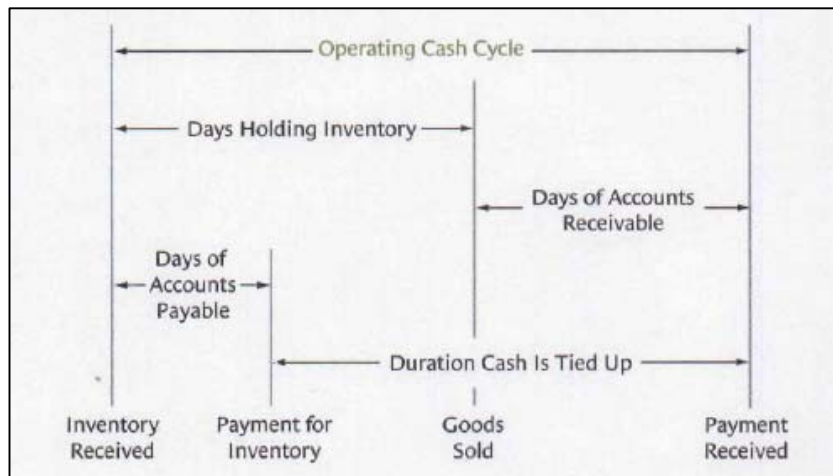 Operating Cash Cycle
Days Holding Inventory
Days of Accounts
Receivable
Days of
Accounts
Payable
Duration Cash Is Tied Up
Inventory
Received
Payment for
Inventory
Goods
Sold
Payment
Received